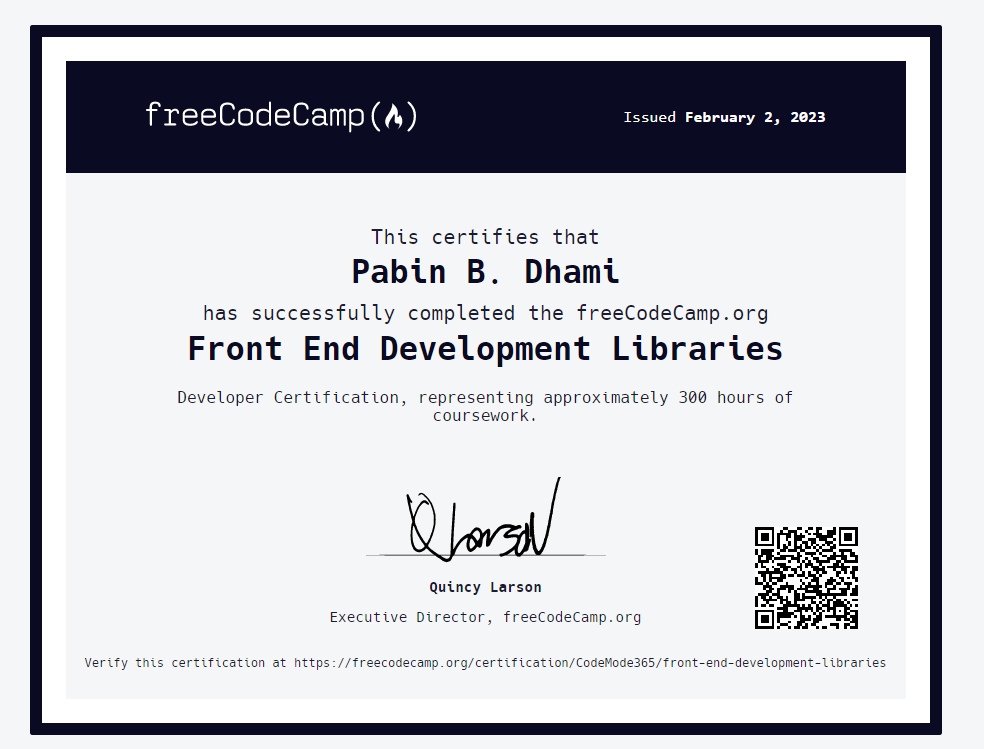 freeCodeCamp
Issued February 2, 2023
This certifies that
Pabin B. Dhami
has successfully completed the freeCodeCamp.org
Front End Development Libraries
Developer Certification, representing approximately 300 hours of
coursework.
QLarson
Quincy Larson
Executive Director, freeCodeCamp.org
Verify this certification at https://freecodecamp.org/certification/CodeMode365/front-end-development-libraries